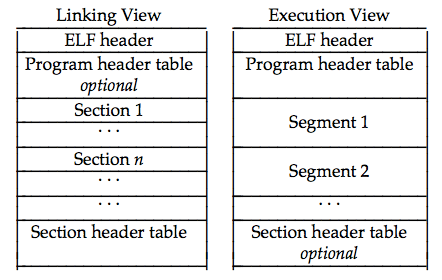 Linking View
ELF header
Program header table
optional
Section 1
. . .
Section n
. . .
. . .
Section header table
Execution View
ELF header
Program header table
Segment 1
Segment 2
. . .
Section header table
optional